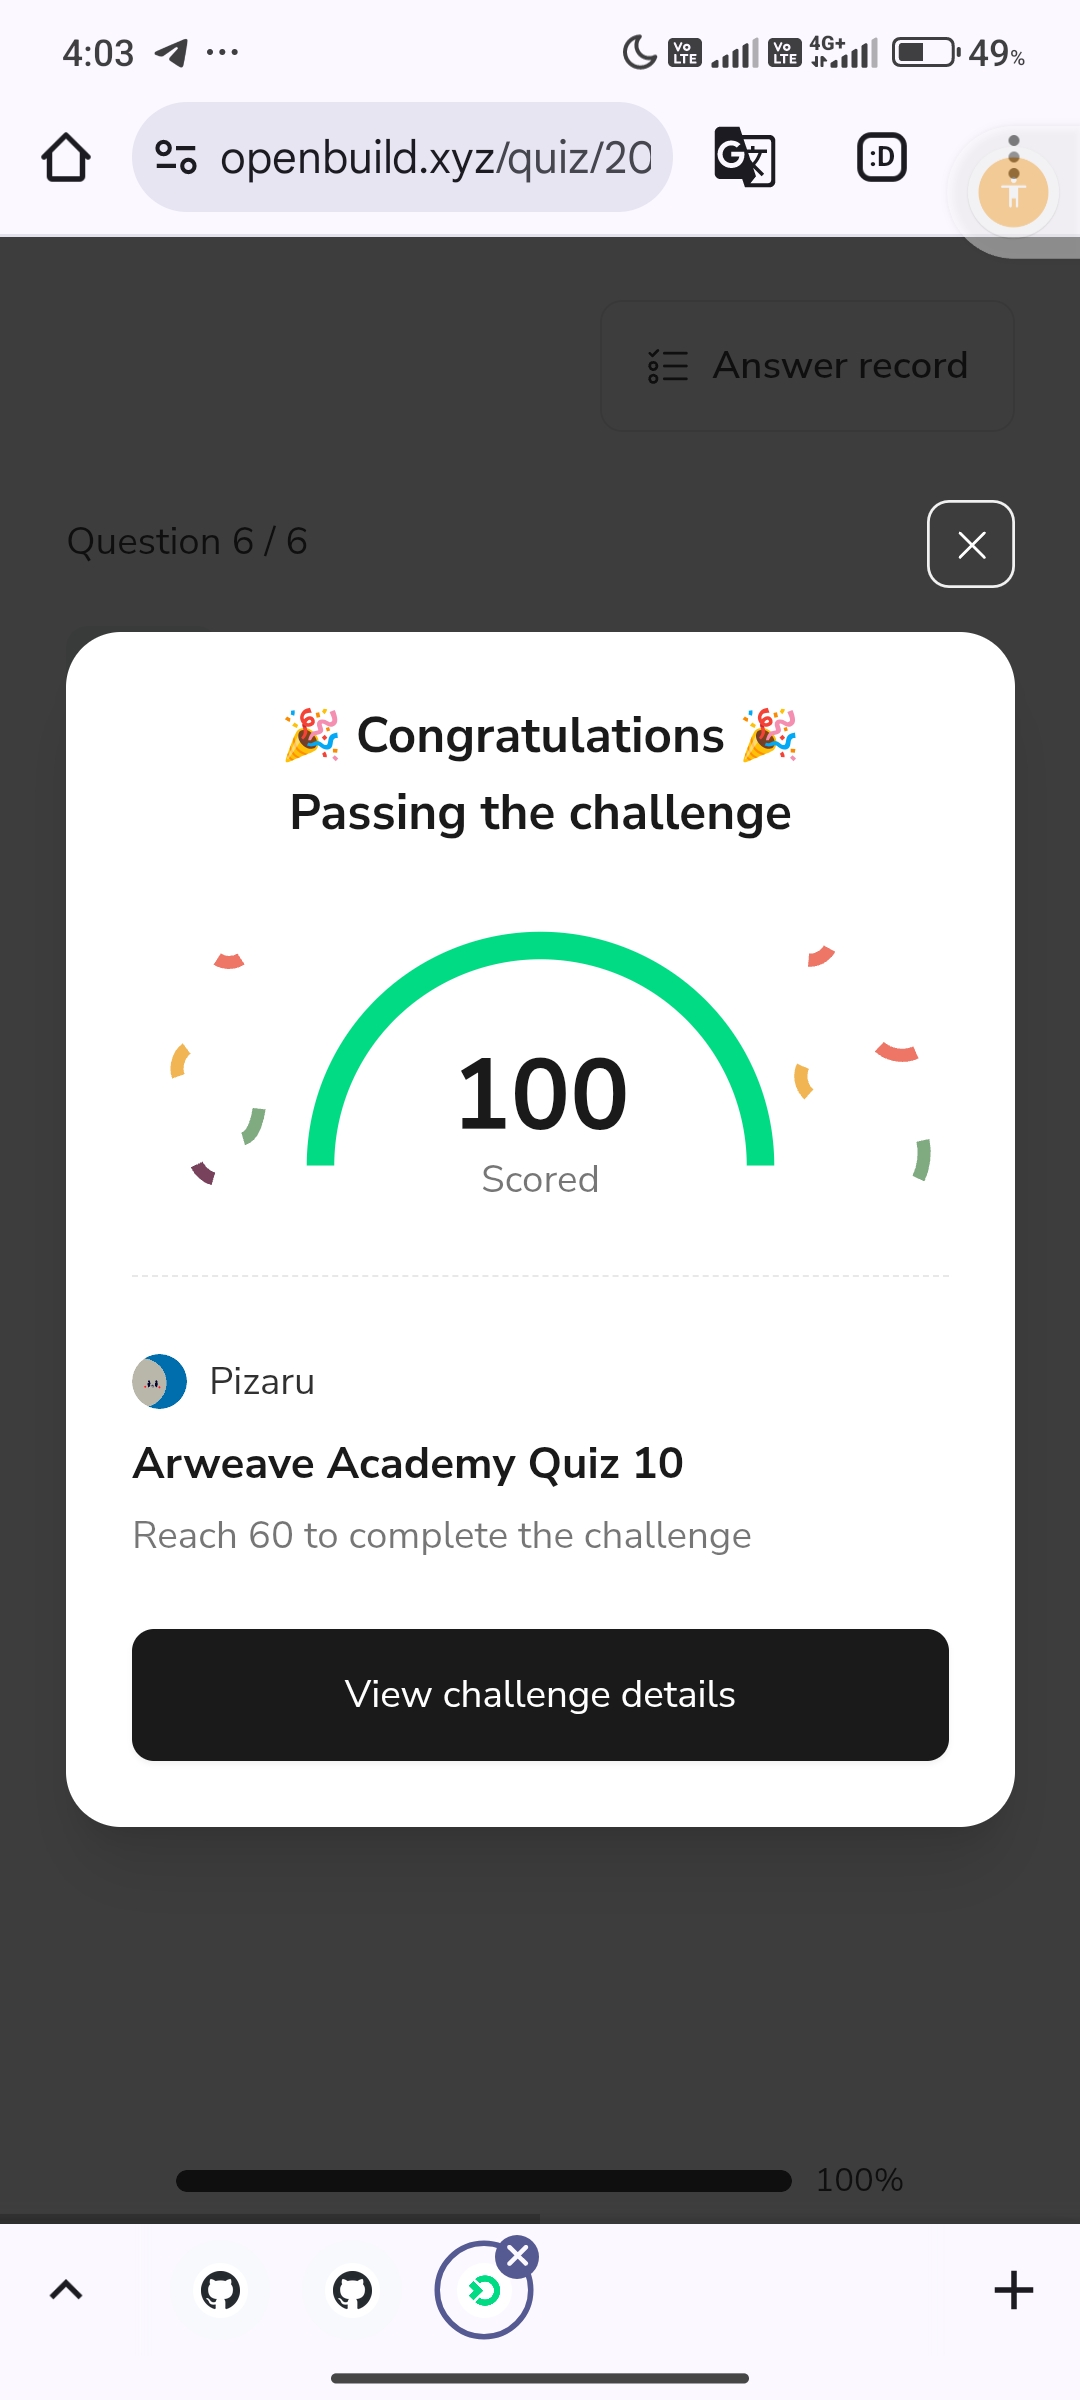 4:03
Vo LTE Vo LTE 4G+ 49%
openbuild.xyz/quiz/20
:D
Answer record
Question 6 / 6
🎉 Congratulations 🎉
Passing the challenge
100
Scored
Pizaru
Arweave Academy Quiz 10
Reach 60 to complete the challenge
View challenge details
100%